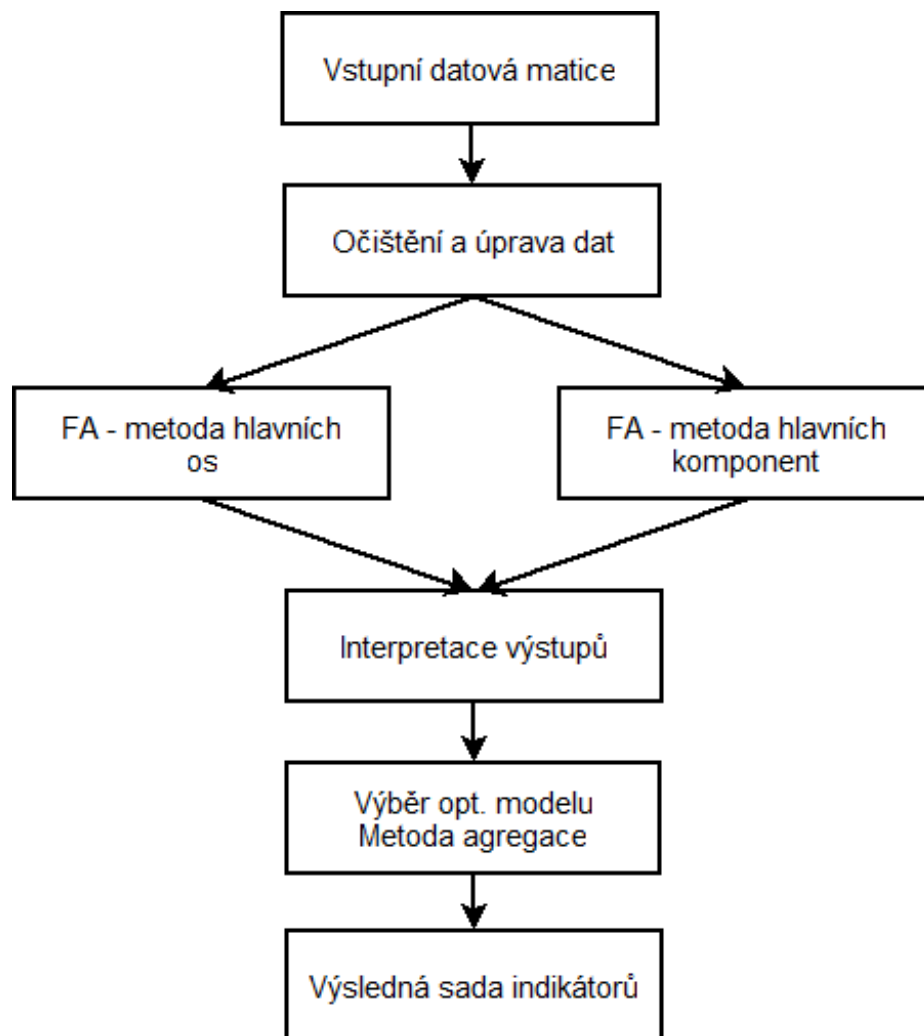 Vstupní datová matice
Očištění a úprava dat
FA - metoda hlavních
os
FA - metoda hlavních
komponent
Interpretace výstupů
Výběr opt. modelu
Metoda agregace
Výsledná sada indikátorů